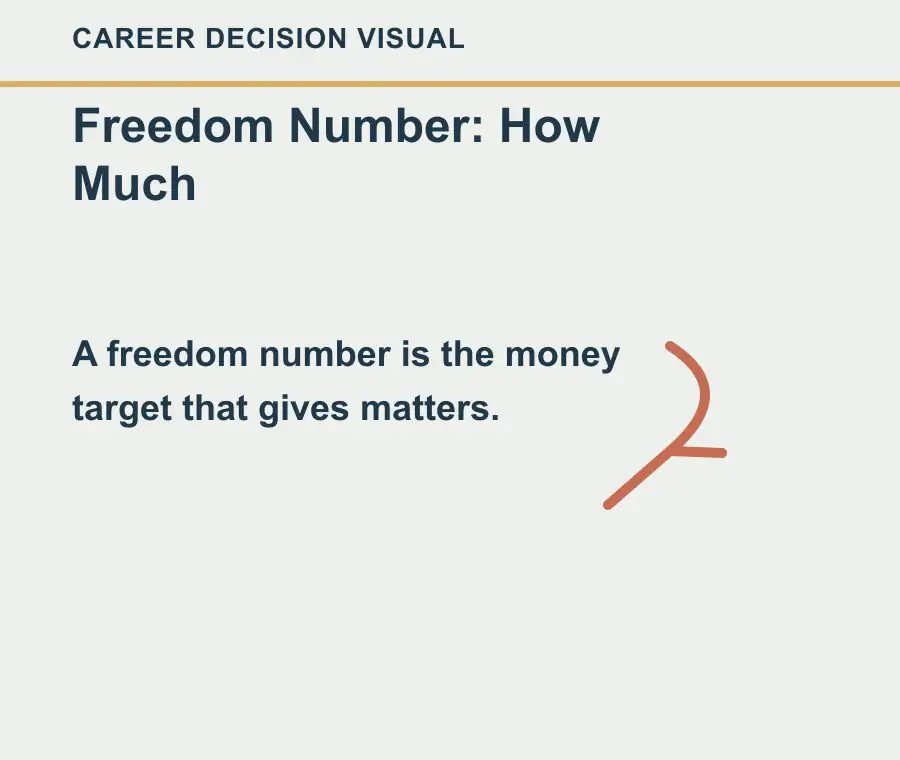 CAREER DECISION VISUAL
Freedom Number: How
Much
A freedom number is the money
target that gives matters.